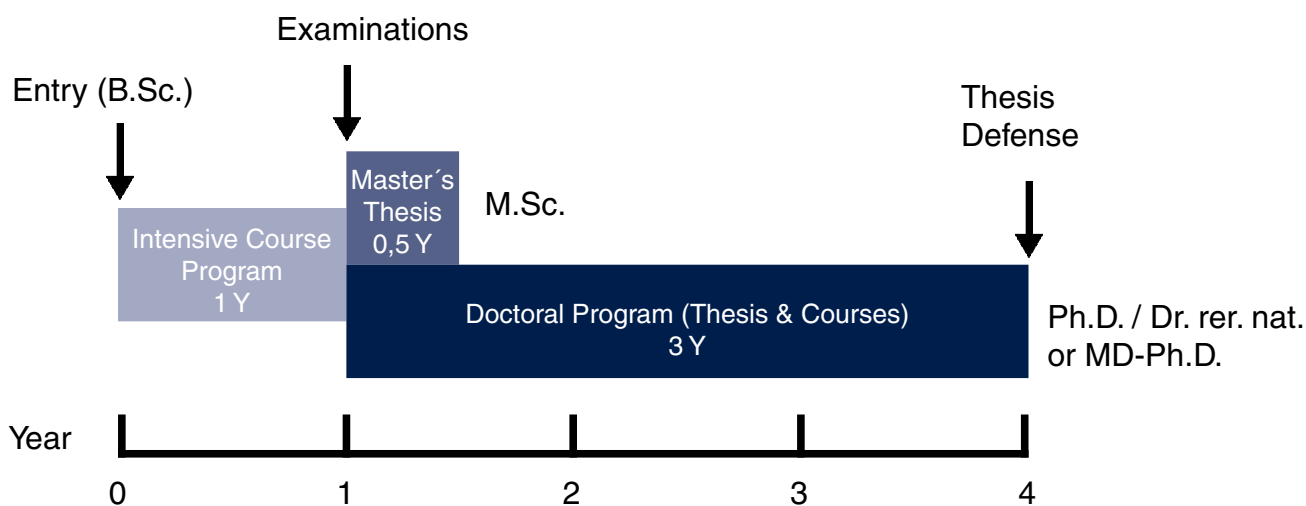 Examinations
Entry (B.Sc.)
Thesis
Defense
Master´s
Thesis
0,5 Y
M.Sc.
Intensive Course
Program
1 Y
Doctoral Program (Thesis & Courses)
3 Y
Ph.D. / Dr. rer. nat.
or MD-Ph.D.
Year
0 1 2 3 4